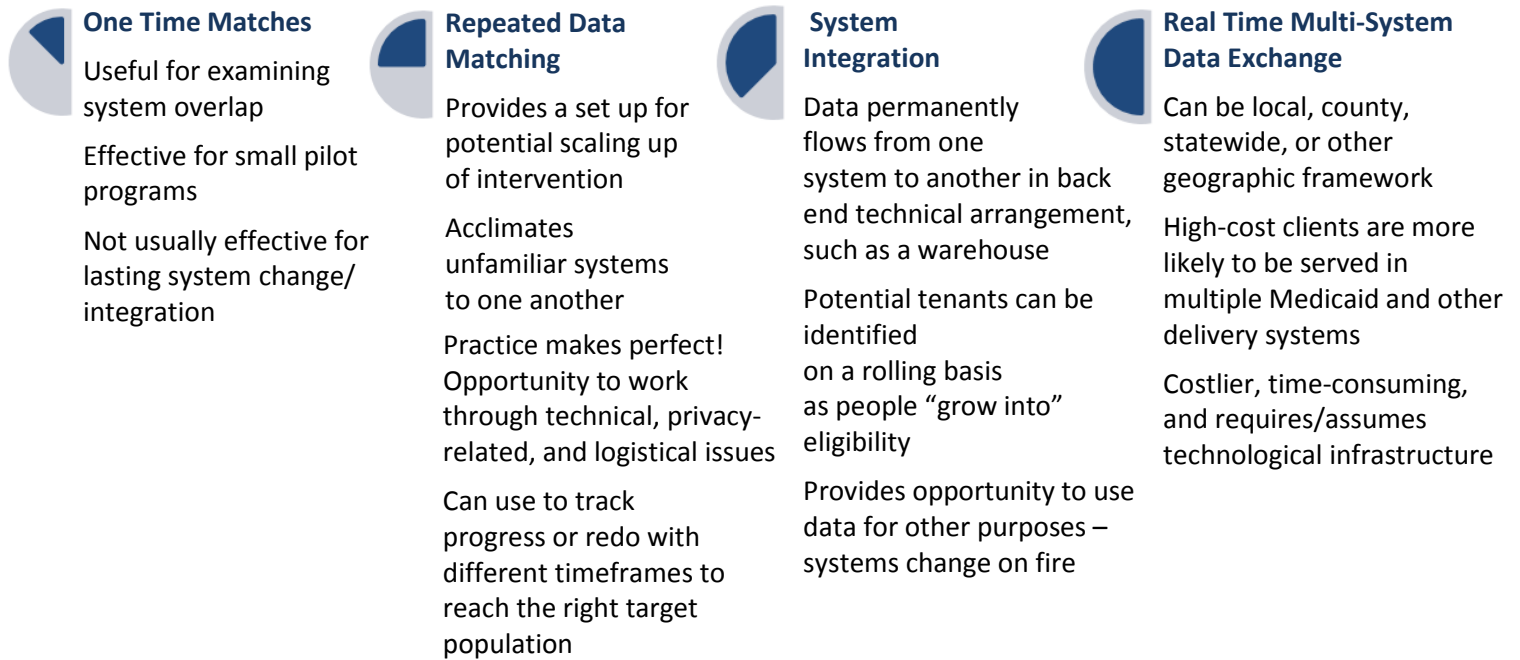 One Time Matches
Useful for examining
system overlap
Effective for small pilot
programs
Not usually effective for
lasting system change/
integration
Repeated Data
Matching
Provides a set up for
potential scaling up
of intervention
Acclimates
unfamiliar systems
to one another
Practice makes perfect!
Opportunity to work
through technical, privacy-
related, and logistical issues
Can use to track
progress or redo with
different timeframes to
reach the right target
population
System
Integration
Data permanently
flows from one
system to another in back
end technical arrangement,
such as a warehouse
Potential tenants can be
identified
on a rolling basis
as people “grow into”
eligibility
Provides opportunity to use
data for other purposes –
systems change on fire
Real Time Multi-System
Data Exchange
Can be local, county,
statewide, or other
geographic framework
High-cost clients are more
likely to be served in
multiple Medicaid and other
delivery systems
Costlier, time-consuming,
and requires/assumes
technological infrastructure